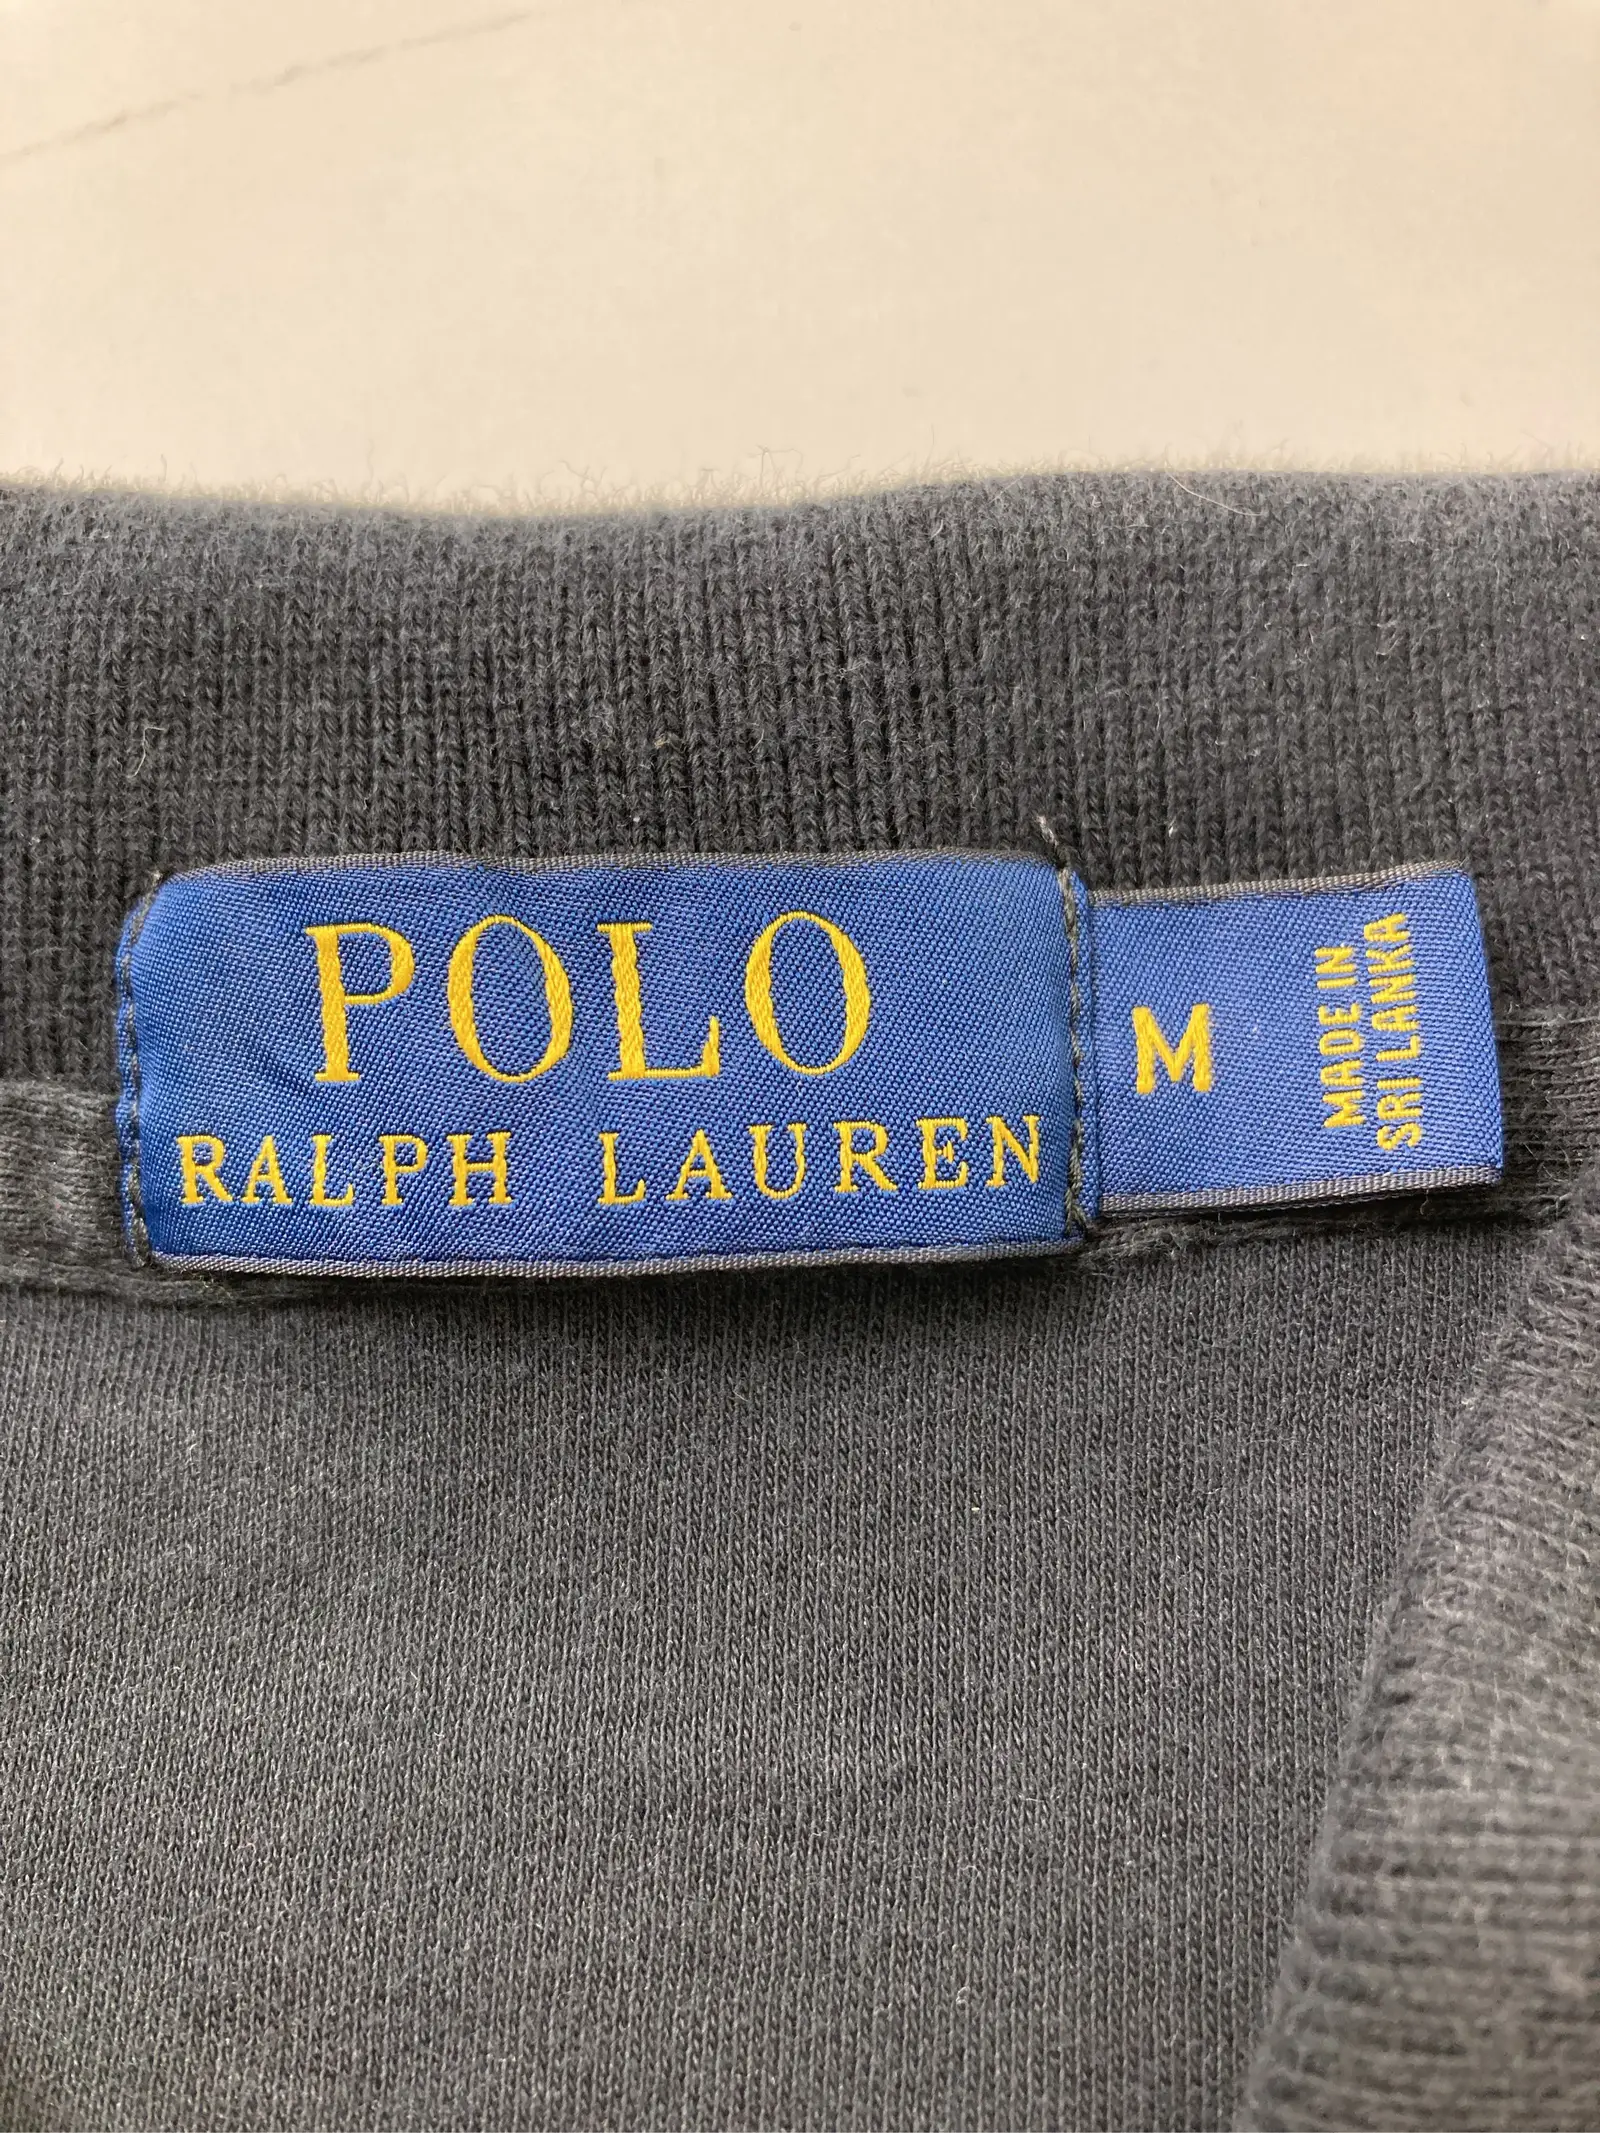 POLO
RALPH LAUREN
M
MADE IN
SRI LANKA